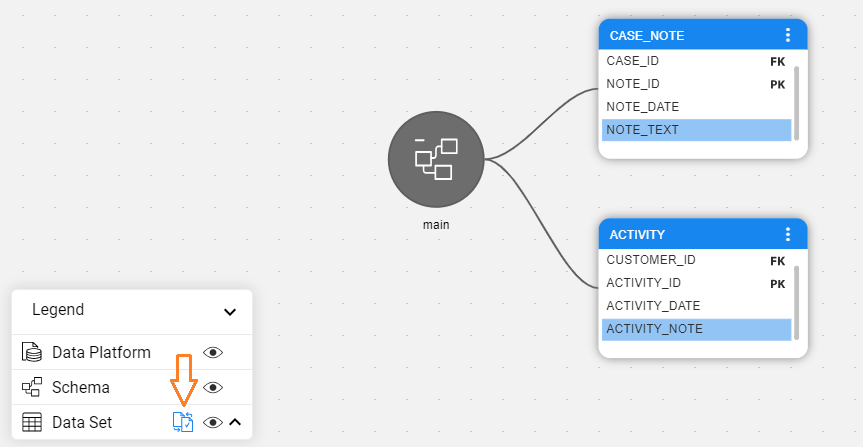 CASE_NOTE
CASE_ID FK
NOTE_ID PK
NOTE_DATE
NOTE_TEXT
main
ACTIVITY
CUSTOMER_ID FK
ACTIVITY_ID PK
ACTIVITY_DATE
ACTIVITY_NOTE
Legend
Data Platform
Schema
Data Set